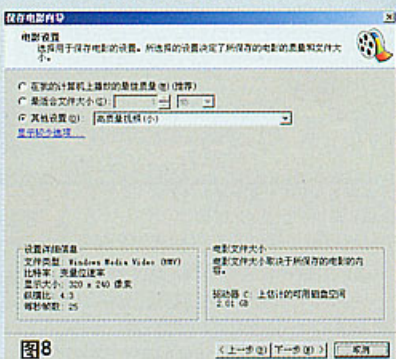 保存电影向导
电影设置
选择用于保存电影的设置。所选择的设置决定了所保存的电影的质量和文件大
小。
在我的计算机上播放的最佳质量(B) (推荐)
最适合文件大小(E):
其他设置(O): 高质量视频(小)
显示较少选项...
设置详细信息
文件类型: Windows Media Video (WMV)
比特率: 变量位速率
显示大小: 320 x 240 像素
纵横比: 4:3
每秒帧数: 25
电影文件大小
电影文件大小取决于所保存的电影的内
容。
驱动器 C: 上估计的可用磁盘空间
2.01 GB
图8
<上一步(B) 下一步(N)> 取消